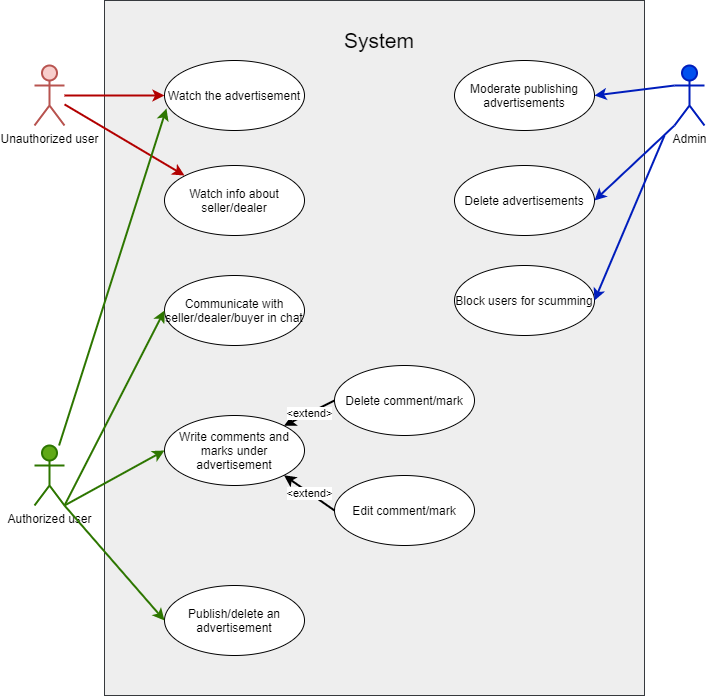 System
Watch the advertisement
Moderate publishing
advertisements
Unauthorized user
Admin
Watch info about
seller/dealer
Delete advertisements
Communicate with
seller/dealer/buyer in chat
Block users for scumming
Delete comment/mark
<extend>
Write comments and
marks under
advertisement
<extend>
Edit comment/mark
Authorized user
Publish/delete an
advertisement